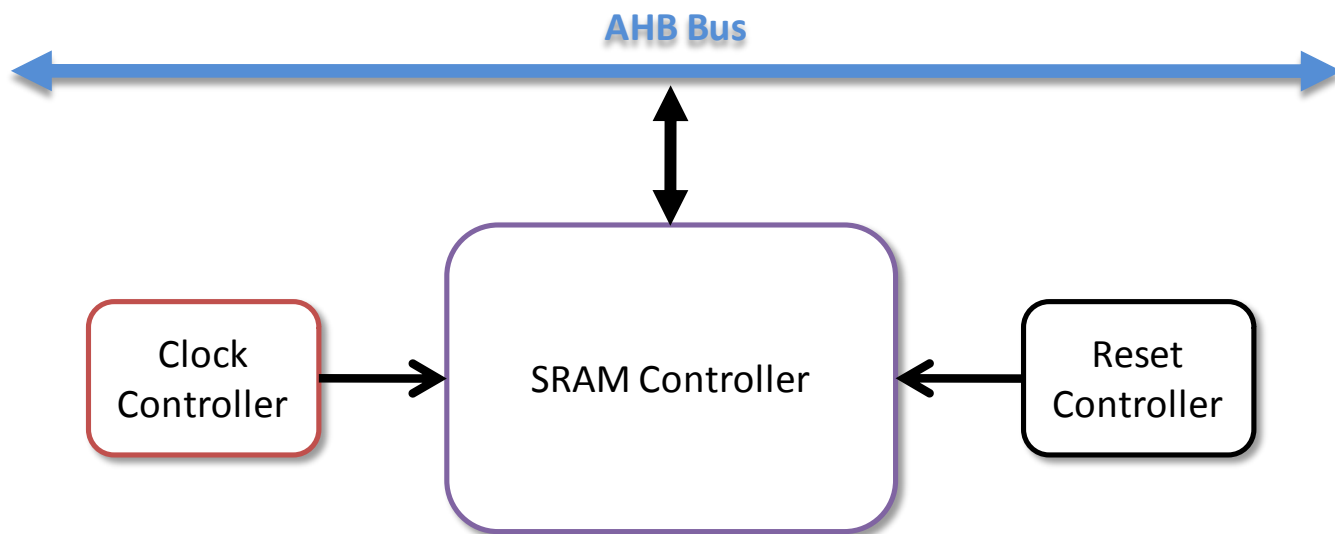 AHB Bus
Clock
Controller
SRAM Controller
Reset
Controller